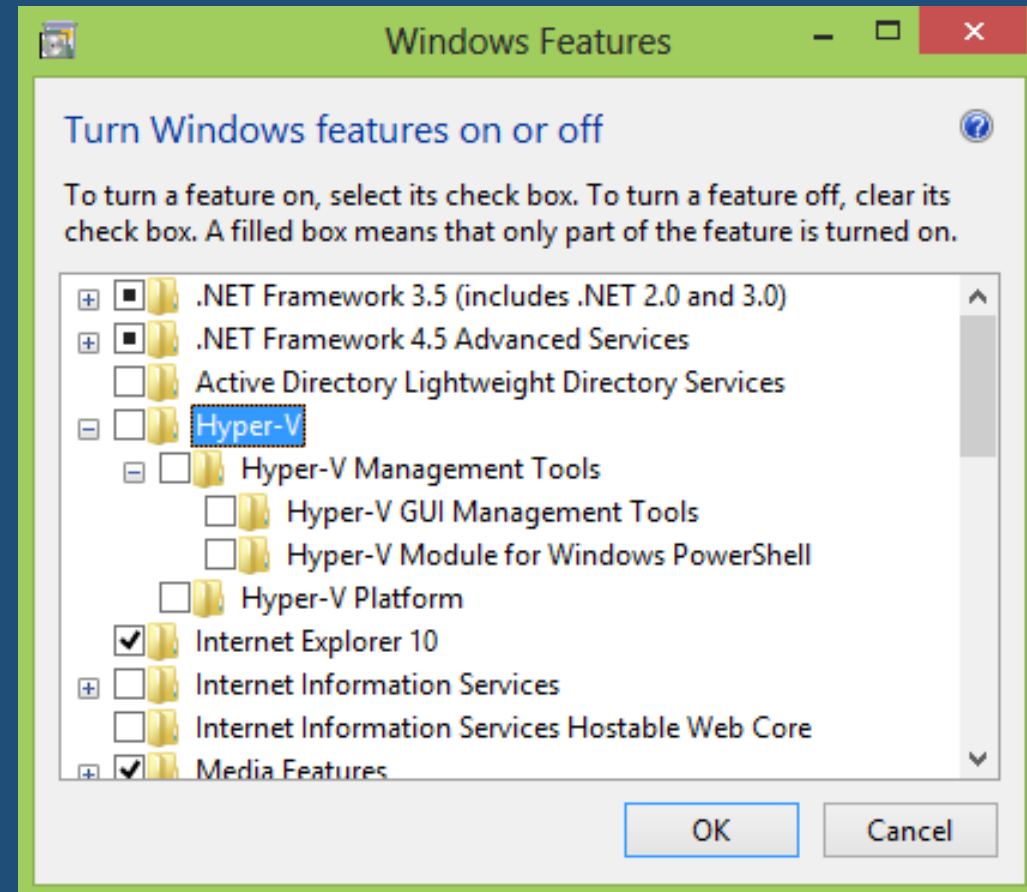 Windows Features
Turn Windows features on or off
To turn a feature on, select its check box. To turn a feature off, clear its
check box. A filled box means that only part of the feature is turned on.
.NET Framework 3.5 (includes .NET 2.0 and 3.0)
.NET Framework 4.5 Advanced Services
Active Directory Lightweight Directory Services
Hyper-V
Hyper-V Management Tools
Hyper-V GUI Management Tools
Hyper-V Module for Windows PowerShell
Hyper-V Platform
Internet Explorer 10
Internet Information Services
Internet Information Services Hostable Web Core
Media Features
OK
Cancel